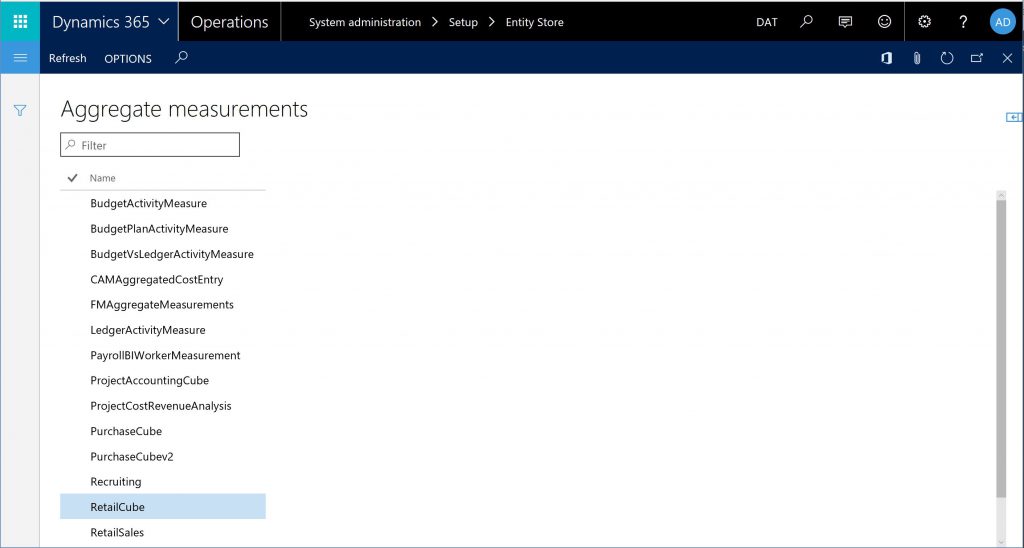 Dynamics 365 Operations System administration Setup Entity Store DAT ? AD
Refresh OPTIONS
Aggregate measurements
Filter
Name
BudgetActivityMeasure
BudgetPlanActivityMeasure
BudgetVsLedgerActivityMeasure
CAMAggregatedCostEntry
FMAggregateMeasurements
LedgerActivityMeasure
PayrollBIWorkerMeasurement
ProjectAccountingCube
ProjectCostRevenueAnalysis
PurchaseCube
PurchaseCubev2
Recruiting
RetailCube
RetailSales